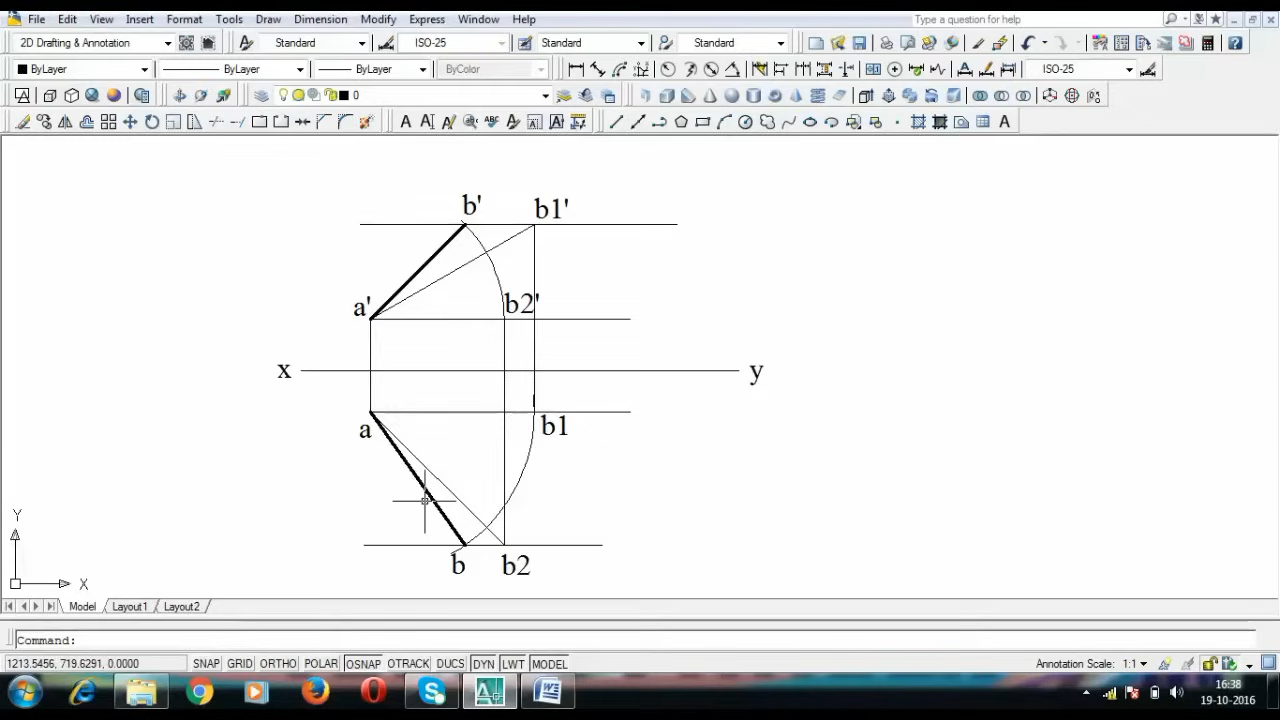 File Edit View Insert Format Tools Draw Dimension Modify Express Window Help Type a question for help
2D Drafting & Annotation Standard ISO-25 Standard Standard
ByLayer ByLayer ByLayer ByColor ISO-25
0
b' b1'
a' b2'
x y
a b1
b b2
Y
X
Model Layout1 Layout2
Command:
1213.5456, 719.6291, 0.0000 SNAP GRID ORTHO POLAR OSNAP OTRACK DUCS DYN LWT MODEL Annotation Scale: 1:1
16:38
19-10-2016